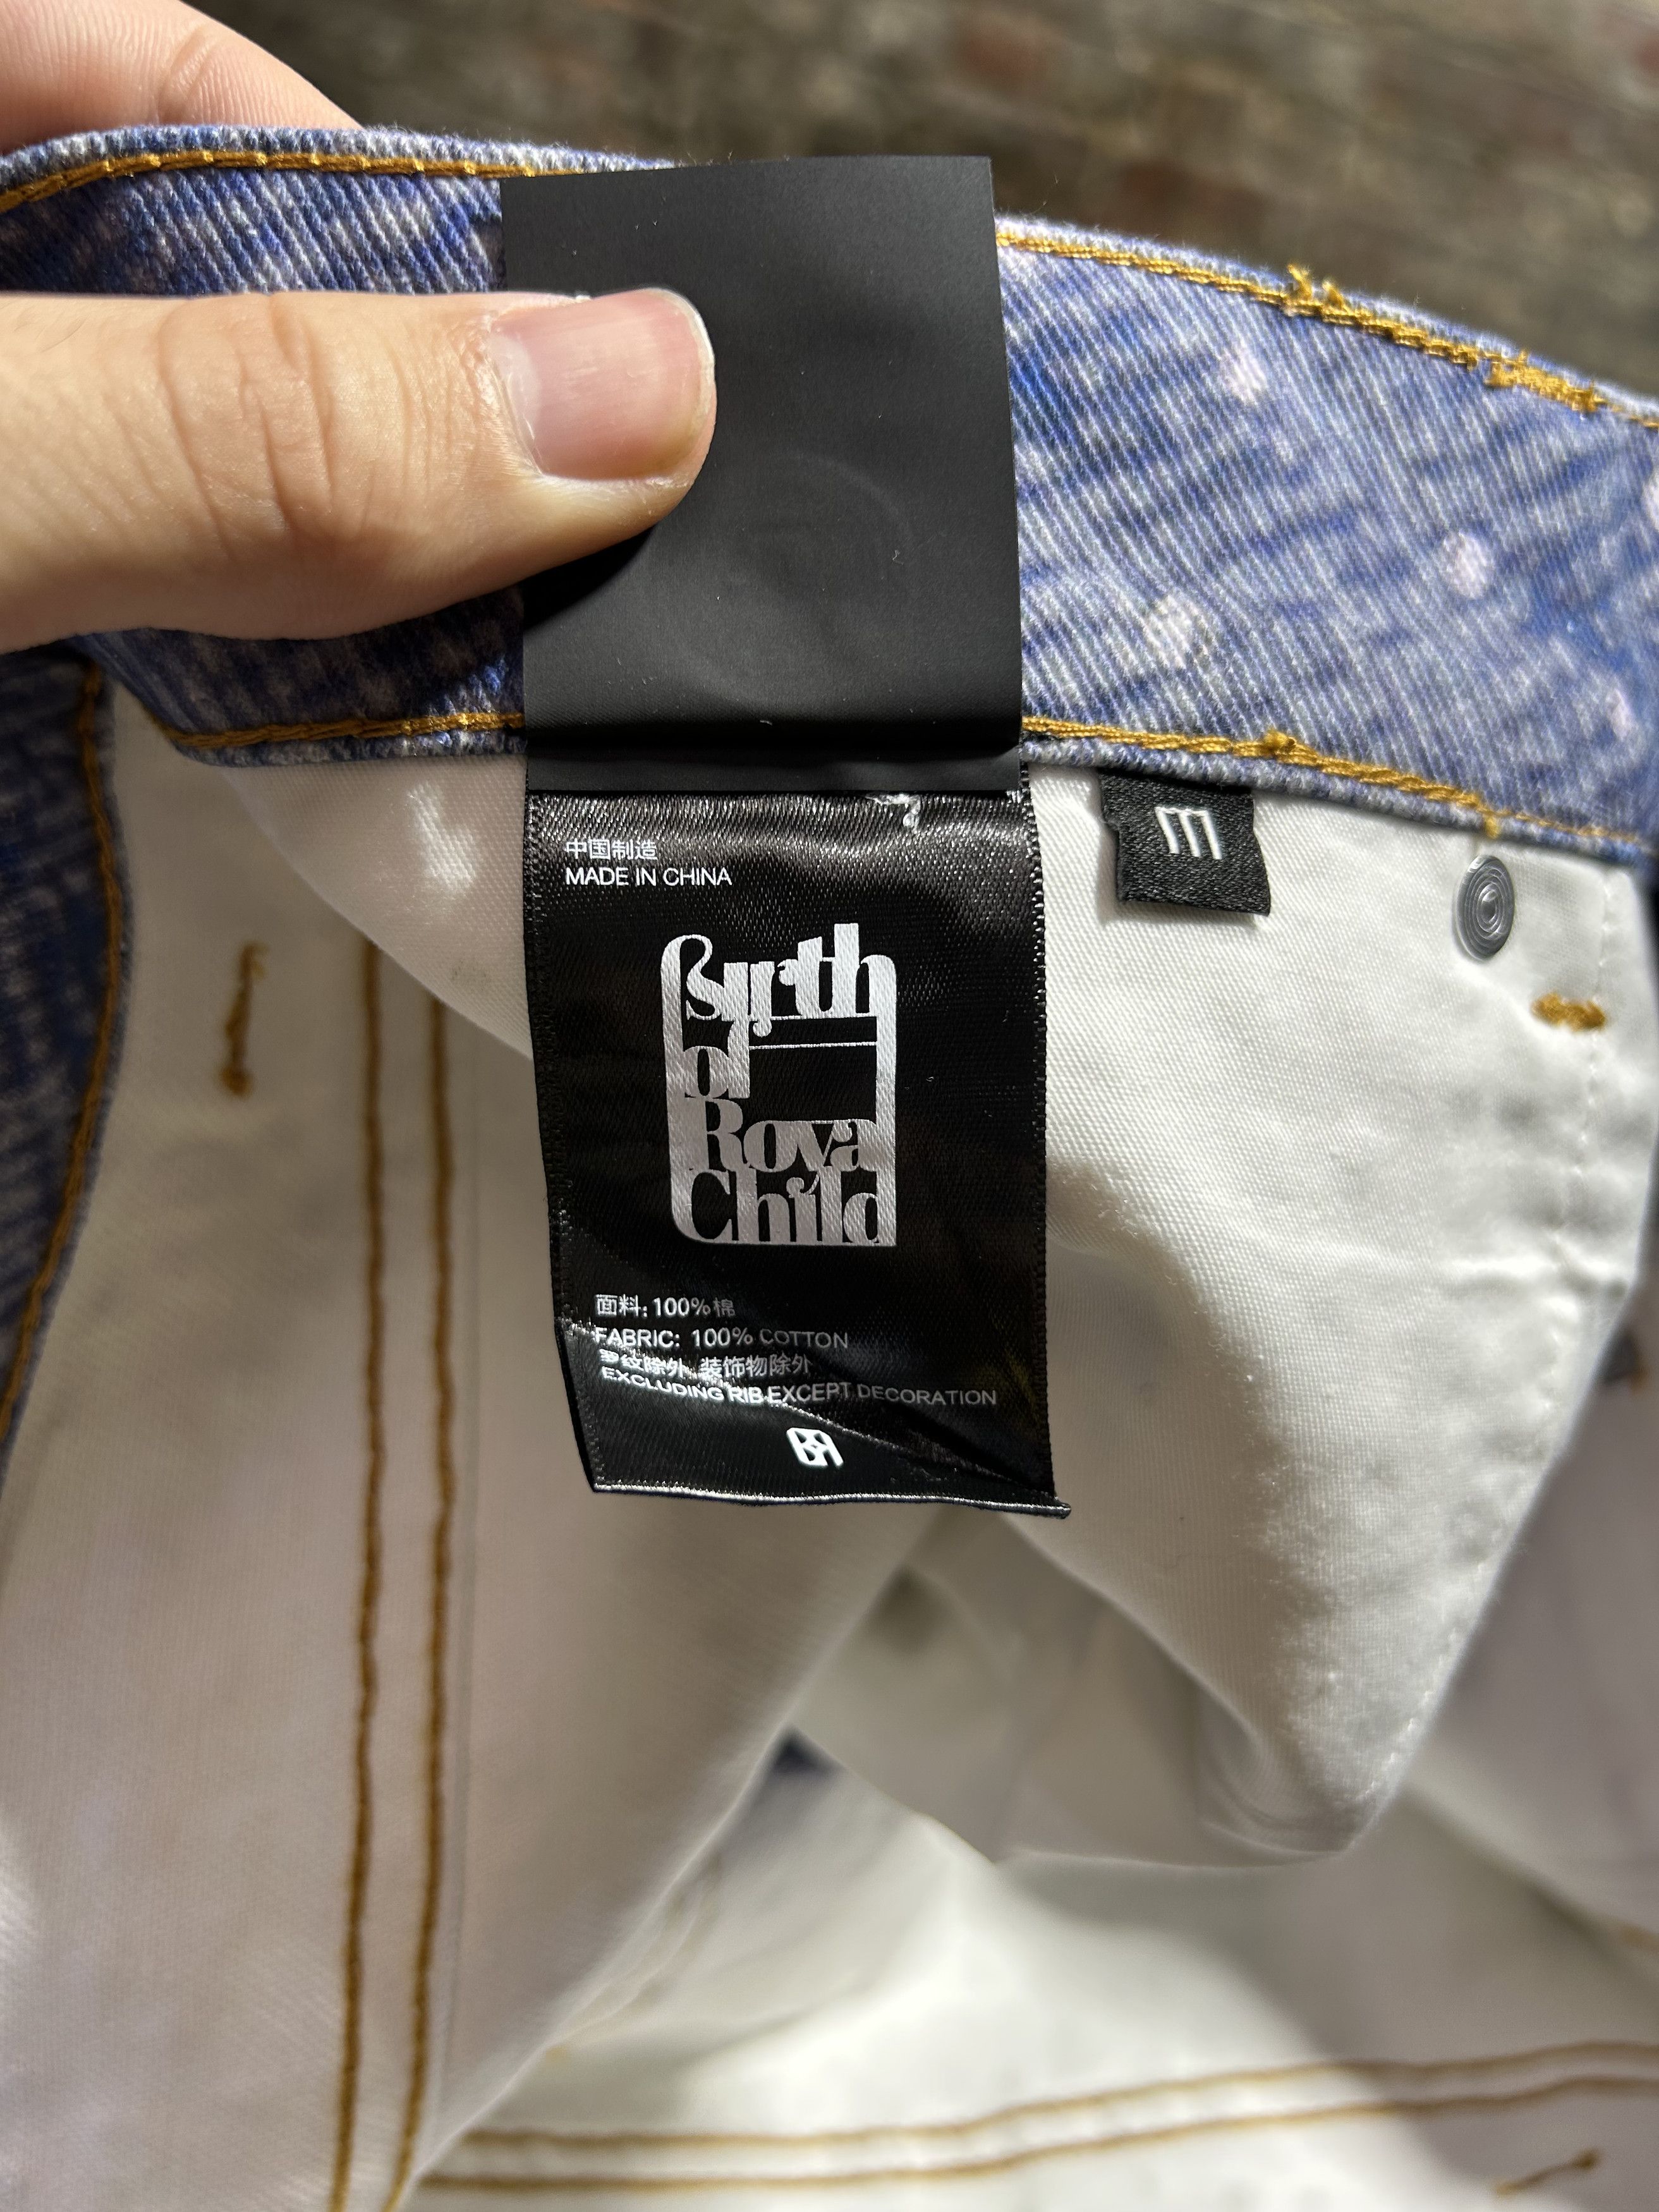 中国制造
MADE IN CHINA
m
Byrth
of
Royal
Child
面料：100%棉
FABRIC: 100% COTTON
罗纹除外 装饰物除外
EXCLUDING RIB EXCEPT DECORATION